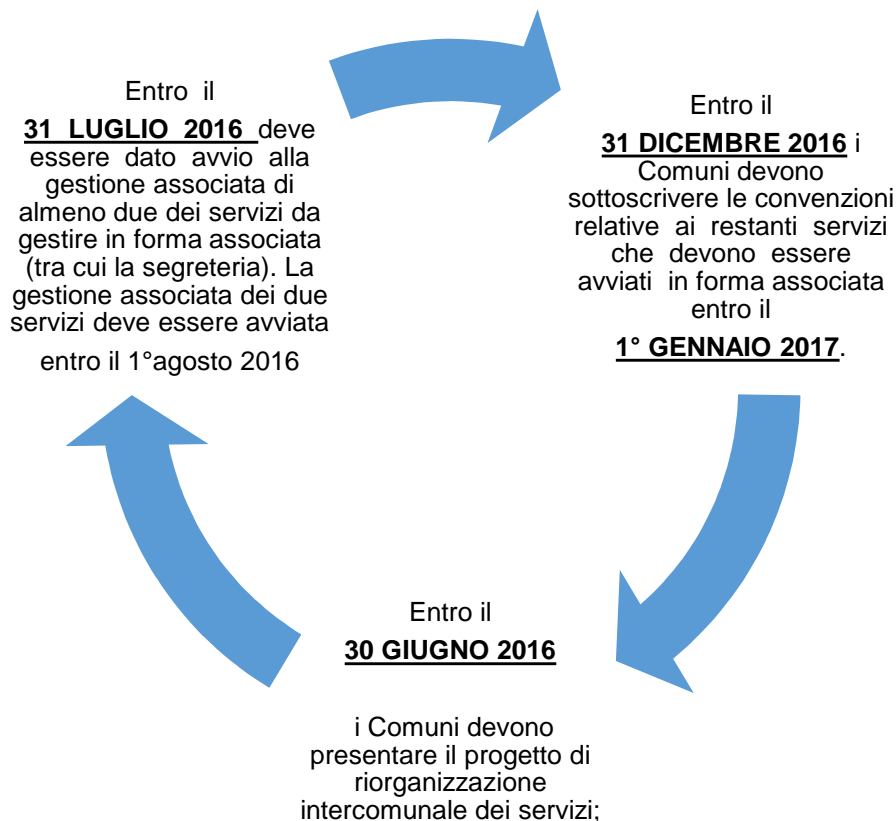 Entro il
31 LUGLIO 2016 deve
essere dato avvio alla
gestione associata di
almeno due dei servizi da
gestire in forma associata
(tra cui la segreteria). La
gestione associata dei due
servizi deve essere avviata
entro il 1°agosto 2016
Entro il
31 DICEMBRE 2016 i
Comuni devono
sottoscrivere le convenzioni
relative ai restanti servizi
che devono essere
avviati in forma associata
entro il
1° GENNAIO 2017.
Entro il
30 GIUGNO 2016
i Comuni devono
presentare il progetto di
riorganizzazione
intercomunale dei servizi;